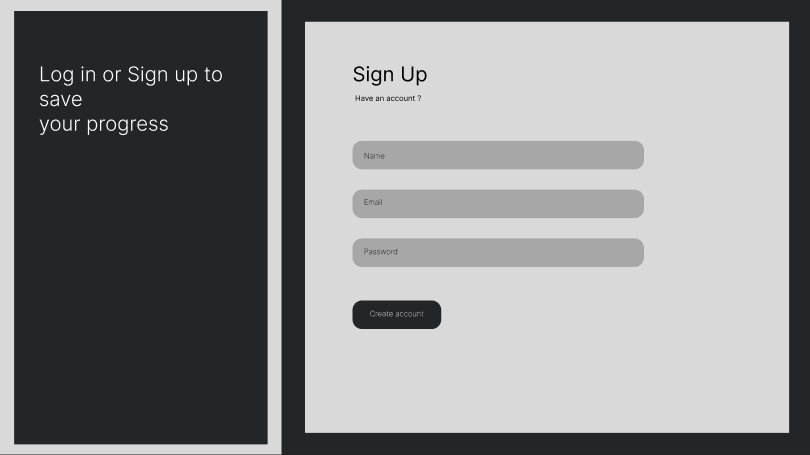 Log in or Sign up to
save
your progress
Sign Up
Have an account ?
Name
Email
Password
Create account